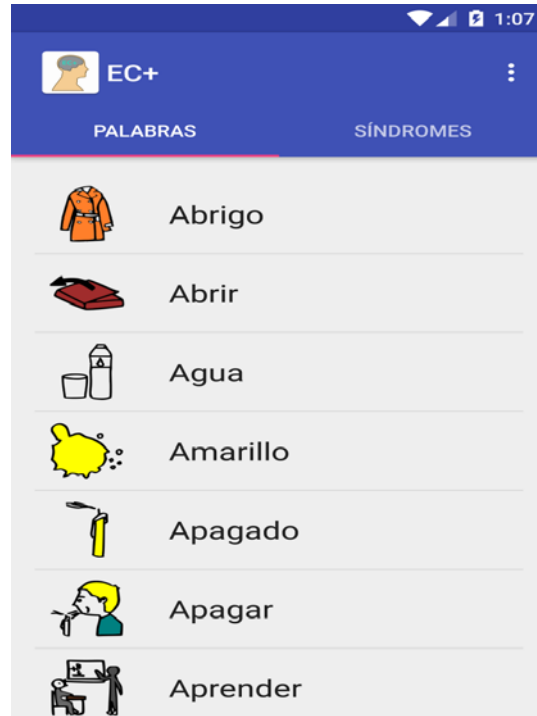 1:07
EC+
PALABRAS SÍNDROMES
Abrigo
Abrir
Agua
Amarillo
Apagado
Apagar
Aprender